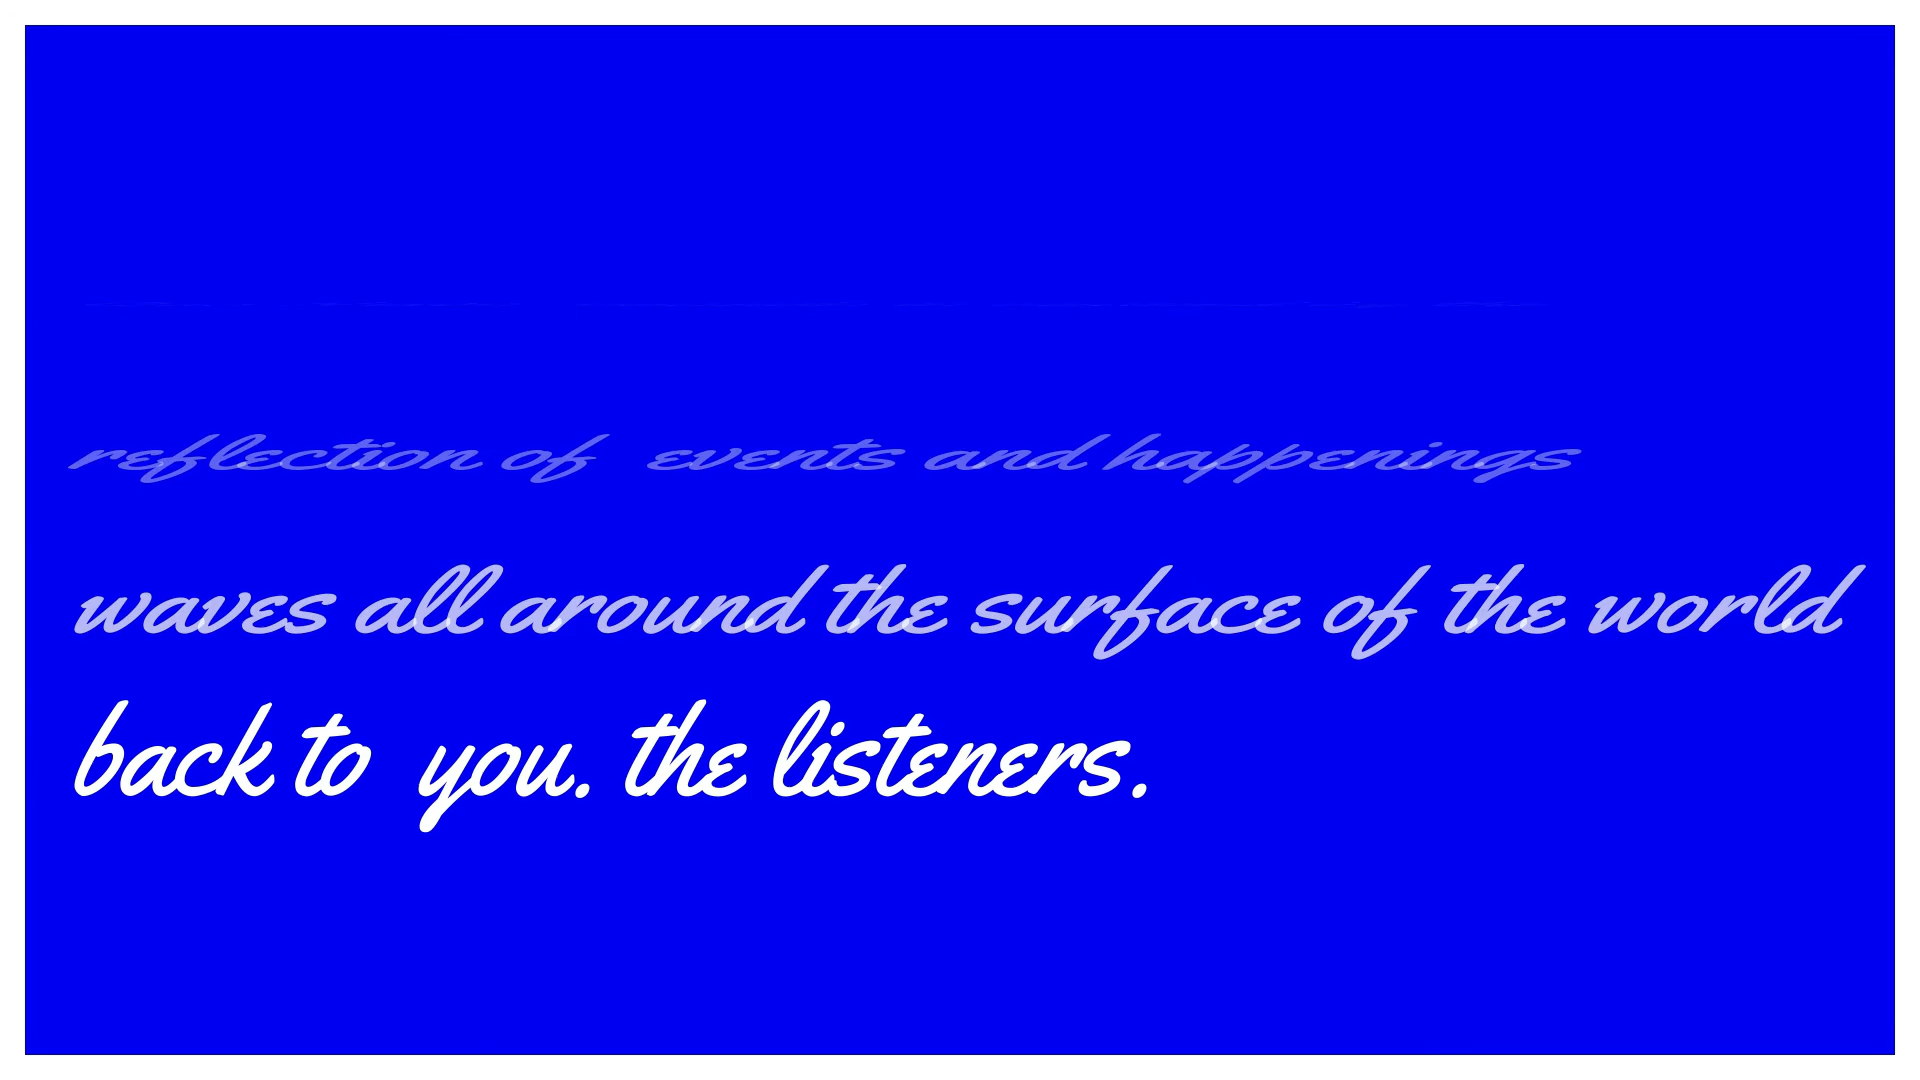 reflection of events and happenings
waves all around the surface of the world
back to you. the listeners.